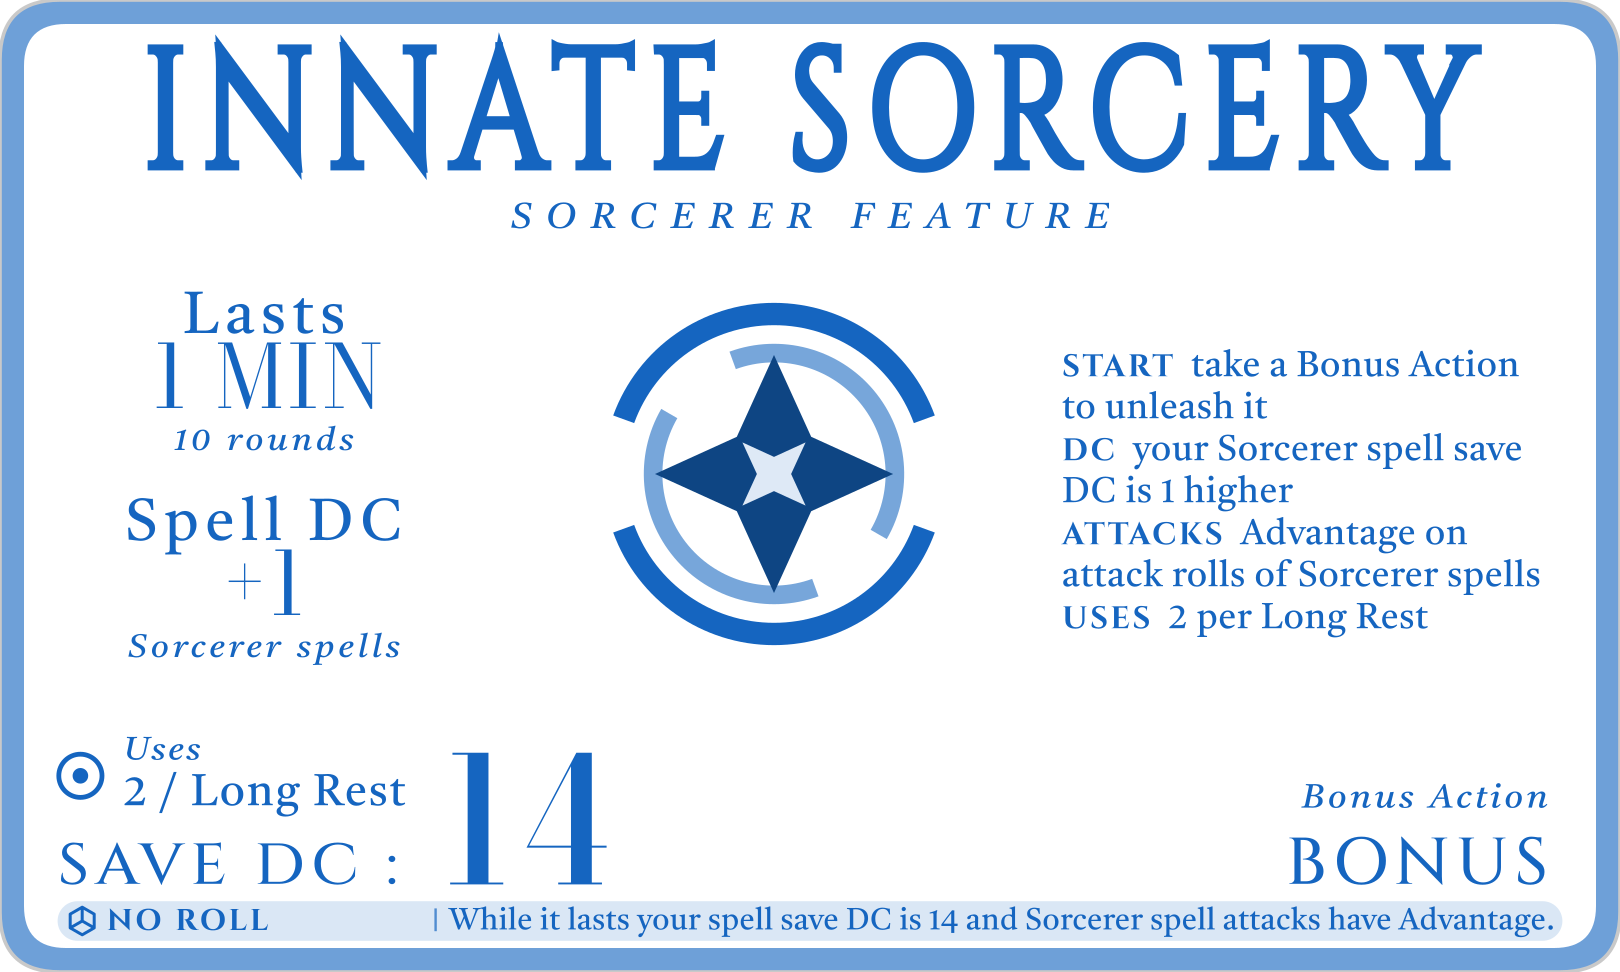 INNATE SORCERY
SORCERER FEATURE
Lasts
1 MIN
10 rounds
Spell DC
+1
Sorcerer spells
START take a Bonus Action
to unleash it
DC your Sorcerer spell save
DC is 1 higher
ATTACKS Advantage on
attack rolls of Sorcerer spells
USES 2 per Long Rest
Uses
2 / Long Rest
SAVE DC : 14
Bonus Action
BONUS
NO ROLL | While it lasts your spell save DC is 14 and Sorcerer spell attacks have Advantage.